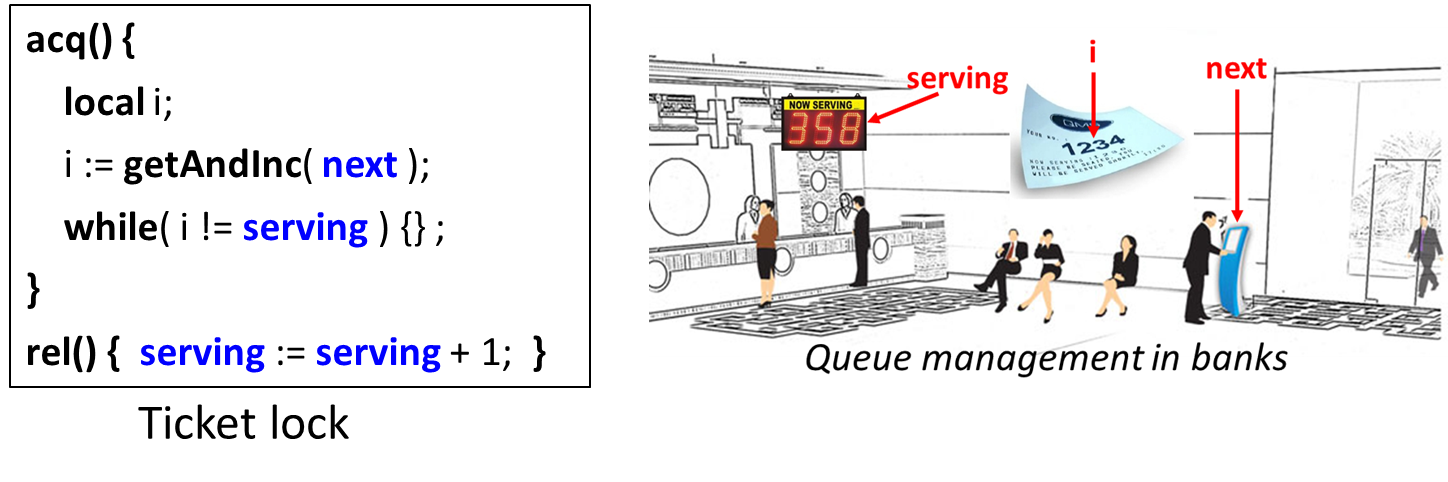 acq() {
local i;
i := getAndInc( next );
while( i != serving ) {} ;
}
rel() { serving := serving + 1; }
Ticket lock
serving
i
next
NOW SERVING
358
1234
Queue management in banks